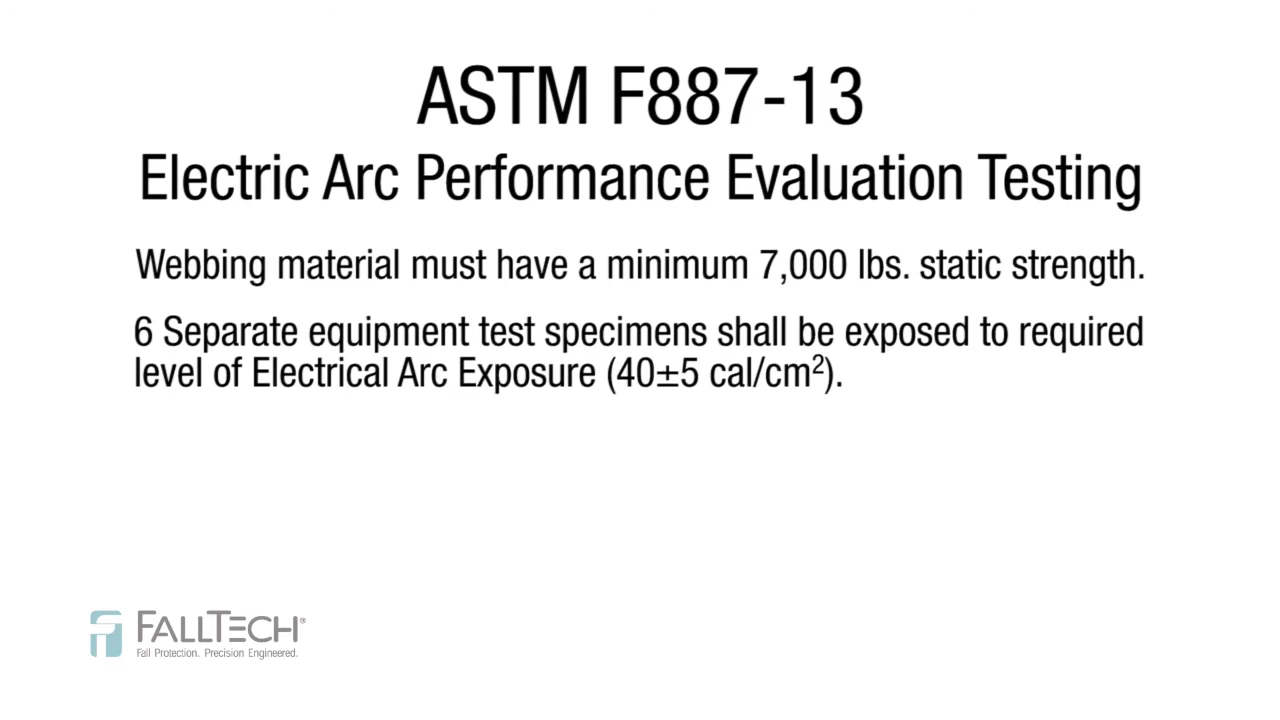 ASTM F887-13
Electric Arc Performance Evaluation Testing
Webbing material must have a minimum 7,000 lbs. static strength.
6 Separate equipment test specimens shall be exposed to required
level of Electrical Arc Exposure (40±5 cal/cm²).
FALLTECH®
Fall Protection. Precision Engineered.